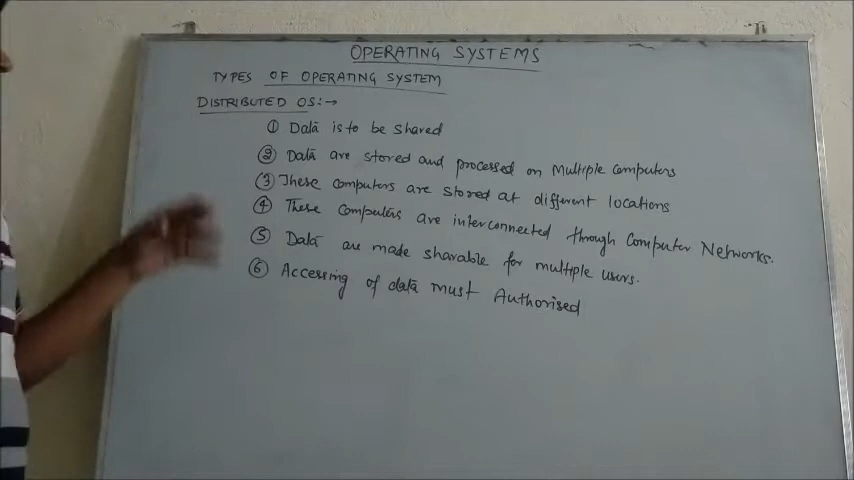 OPERATING SYSTEMS
TYPES OF OPERATING SYSTEM
DISTRIBUTED OS:→
① Data is to be shared
② Data are stored and processed on Multiple Computers
③ These computers are stored at different locations
④ These computers are interconnected through Computer Networks.
⑤ Data are made sharable for multiple users.
⑥ Accessing of data must Authorised